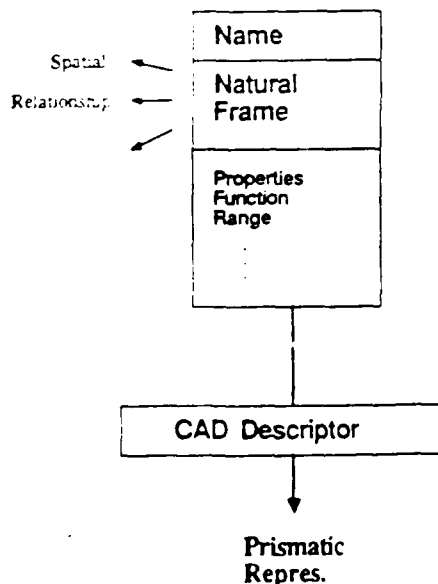 Name
Spatial
Natural
Relationship
Frame
Properties
Function
Range
CAD Descriptor
Prismatic
Repres.